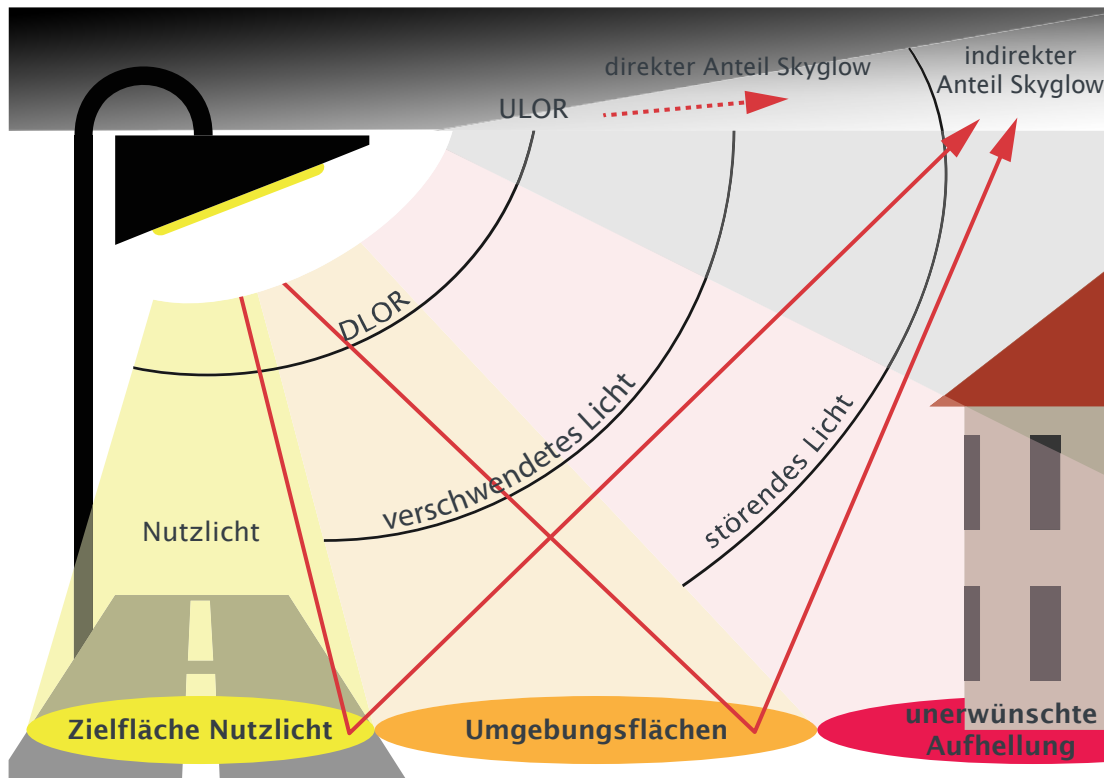 direkter Anteil Skyglow
indirekter
Anteil Skyglow
ULOR
DLOR
verschwendetes Licht
störendes Licht
Nutzlicht
Zielfläche Nutzlicht
Umgebungsflächen
unerwünschte
Aufhellung